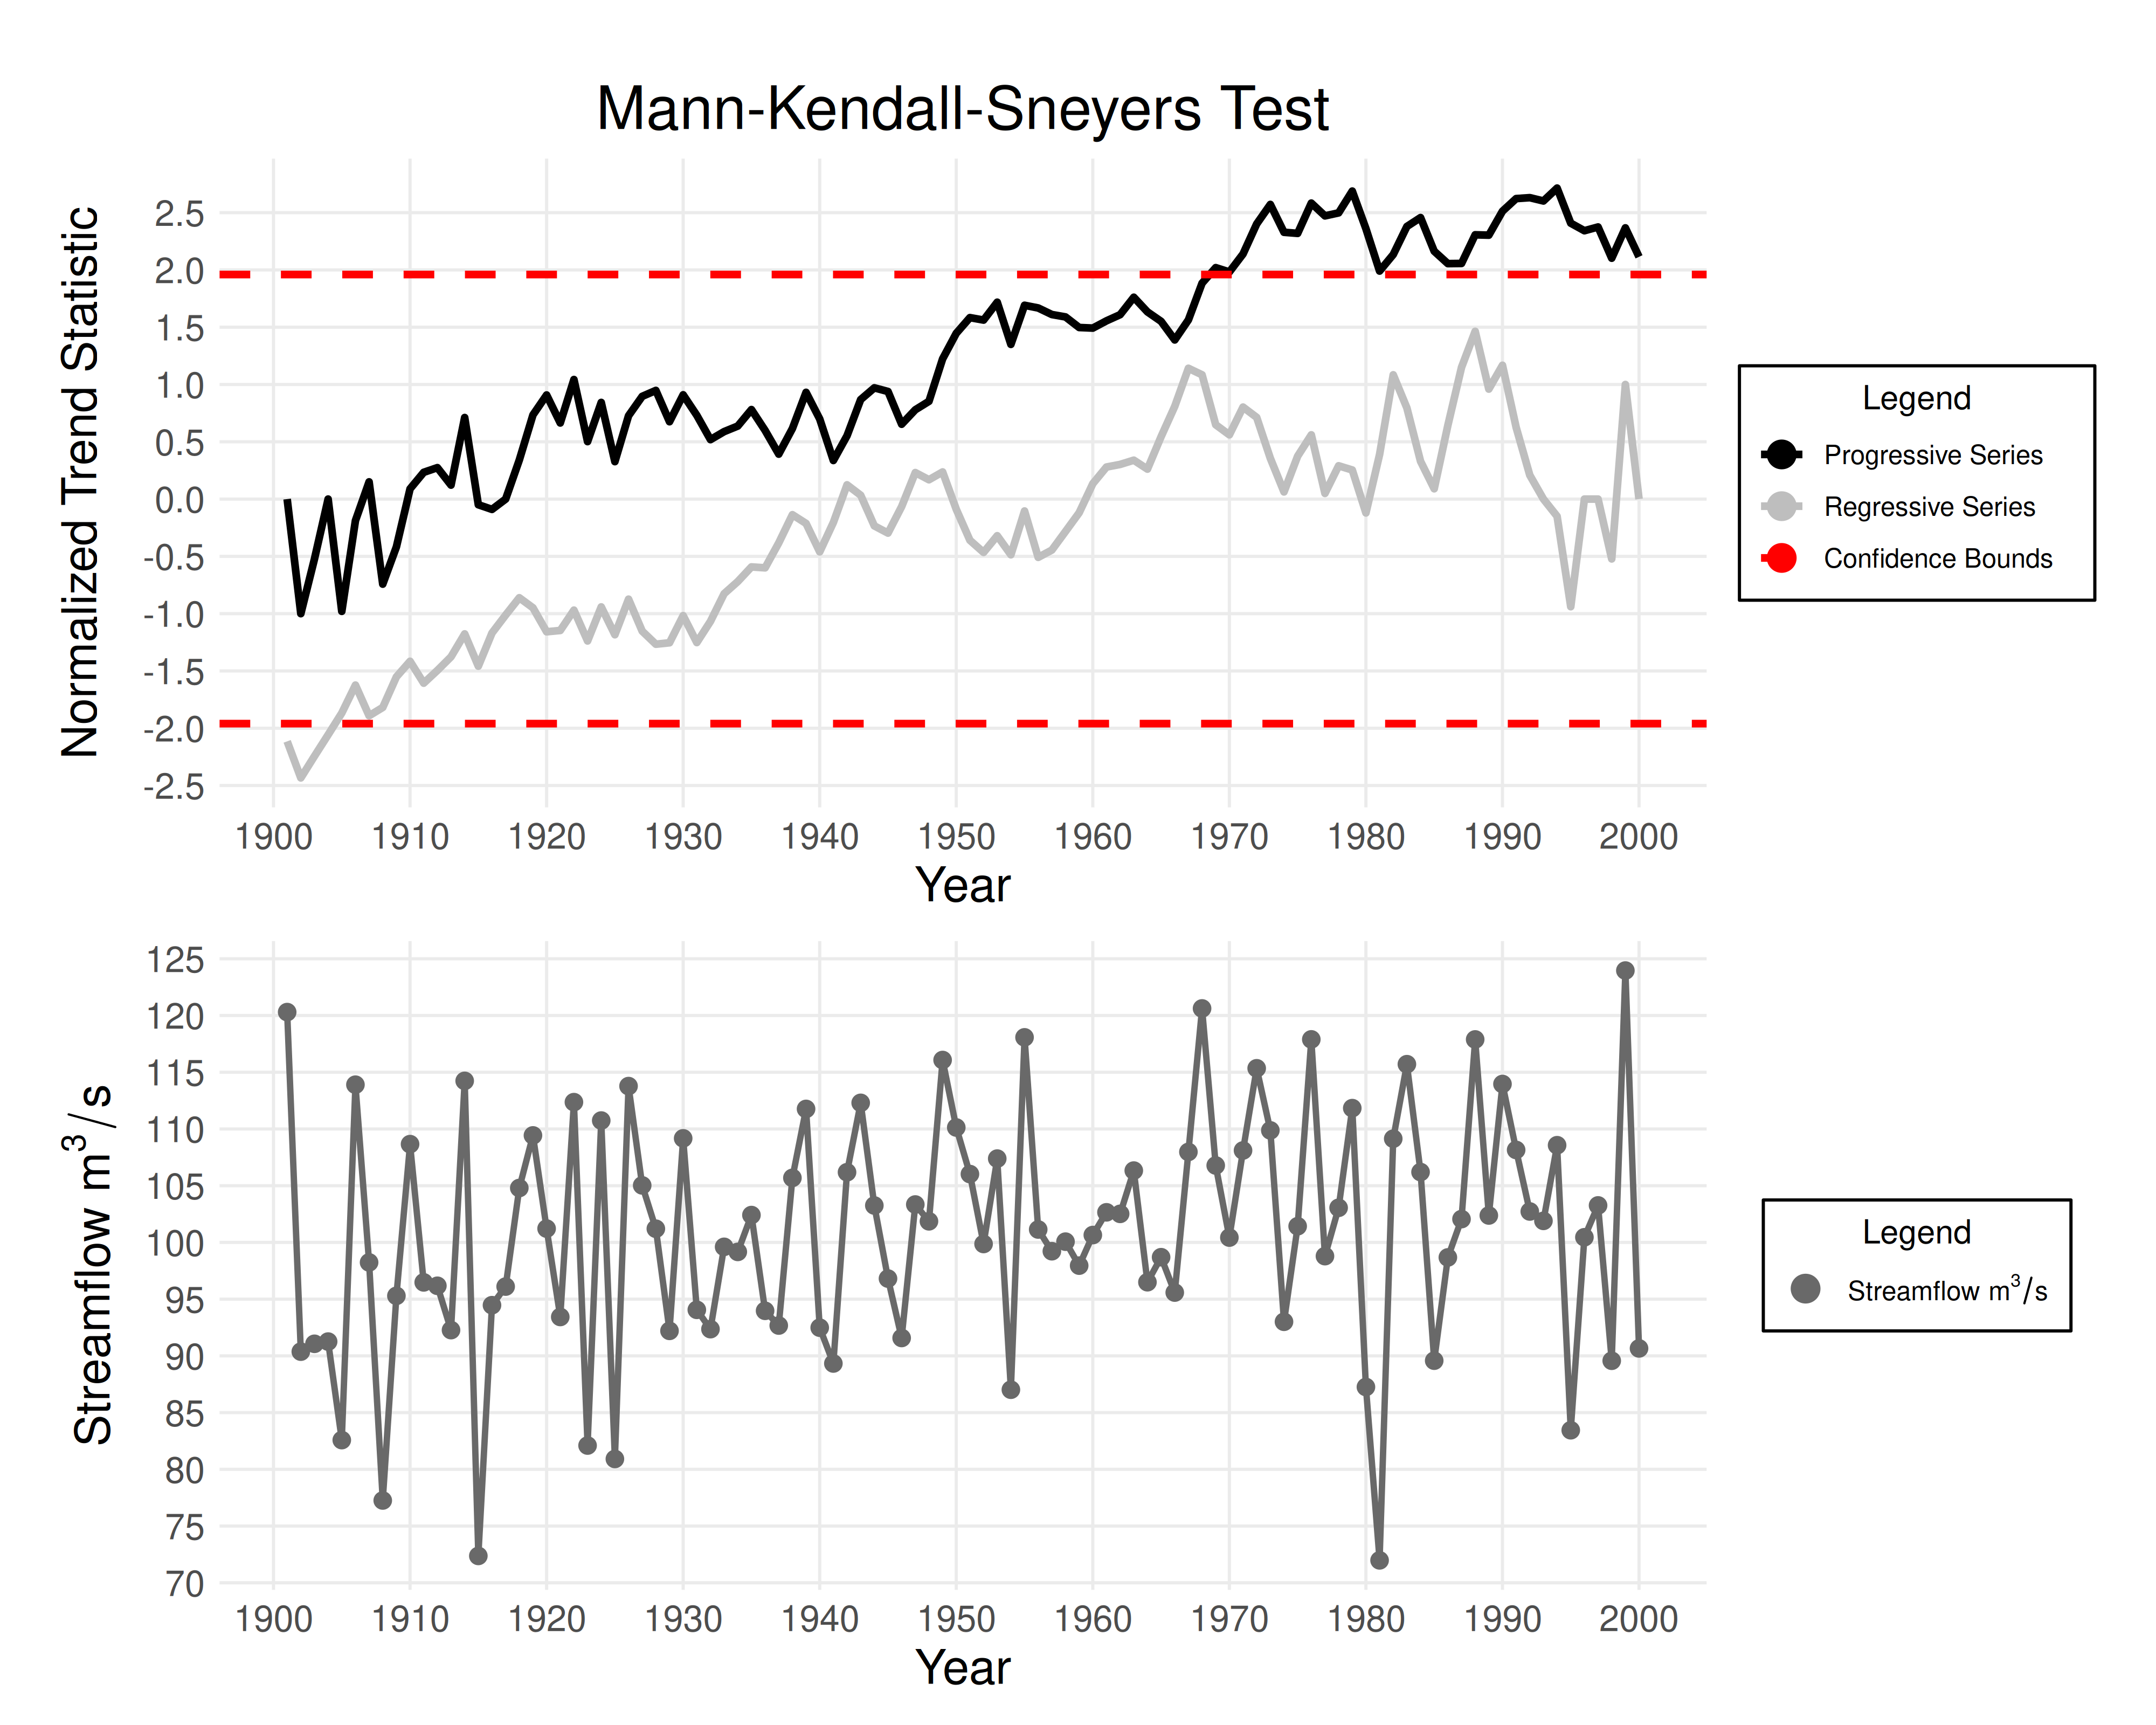 Mann-Kendall-Sneyers Test
Normalized Trend Statistic
2.5
2.0
1.5
1.0
0.5
0.0
-0.5
-1.0
-1.5
-2.0
-2.5
1900 1910 1920 1930 1940 1950 1960 1970 1980 1990 2000
Year
Legend
Progressive Series
Regressive Series
Confidence Bounds
Streamflow m³/s
125
120
115
110
105
100
95
90
85
80
75
70
1900 1910 1920 1930 1940 1950 1960 1970 1980 1990 2000
Year
Legend
Streamflow m³/s